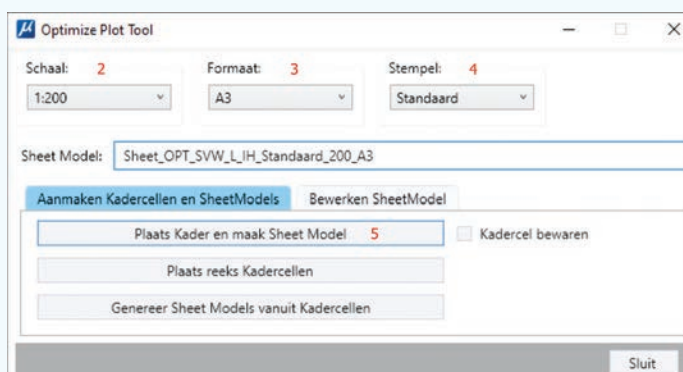 Optimize Plot Tool
Schaal: 2 Formaat: 3 Stempel: 4
1:200 A3 Standaard
Sheet Model: Sheet_OPT_SVW_L_IH_Standaard_200_A3
Aanmaken Kadercellen en SheetModels Bewerken SheetModel
Plaats Kader en maak Sheet Model 5 Kadercel bewaren
Plaats reeks Kadercellen
Genereer Sheet Models vanuit Kadercellen
Sluit